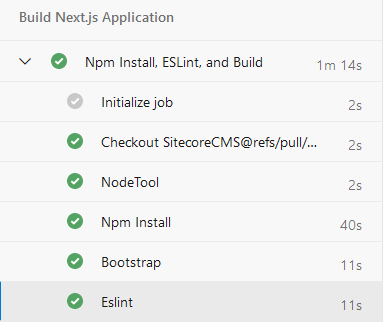 Build Next.js Application
Npm Install, ESLint, and Build 1m 14s
Initialize job 2s
Checkout SitecoreCMS@refs/pull/... 2s
NodeTool 2s
Npm Install 40s
Bootstrap 11s
Eslint 11s